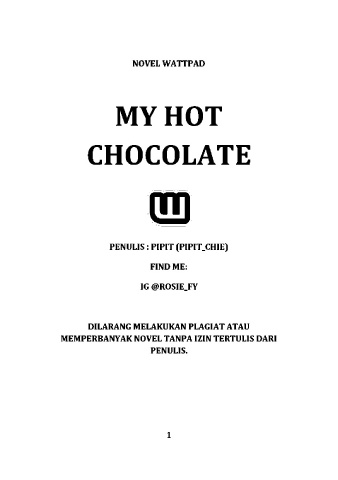 NOVEL WATTPAD
MY HOT
CHOCOLATE
PENULIS : PIPIT (PIPIT_CHIE)
FIND ME:
IG @ROSIE_FY
DILARANG MELAKUKAN PLAGIAT ATAU
MEMPERBANYAK NOVEL TANPA IZIN TERTULIS DARI
PENULIS.
1